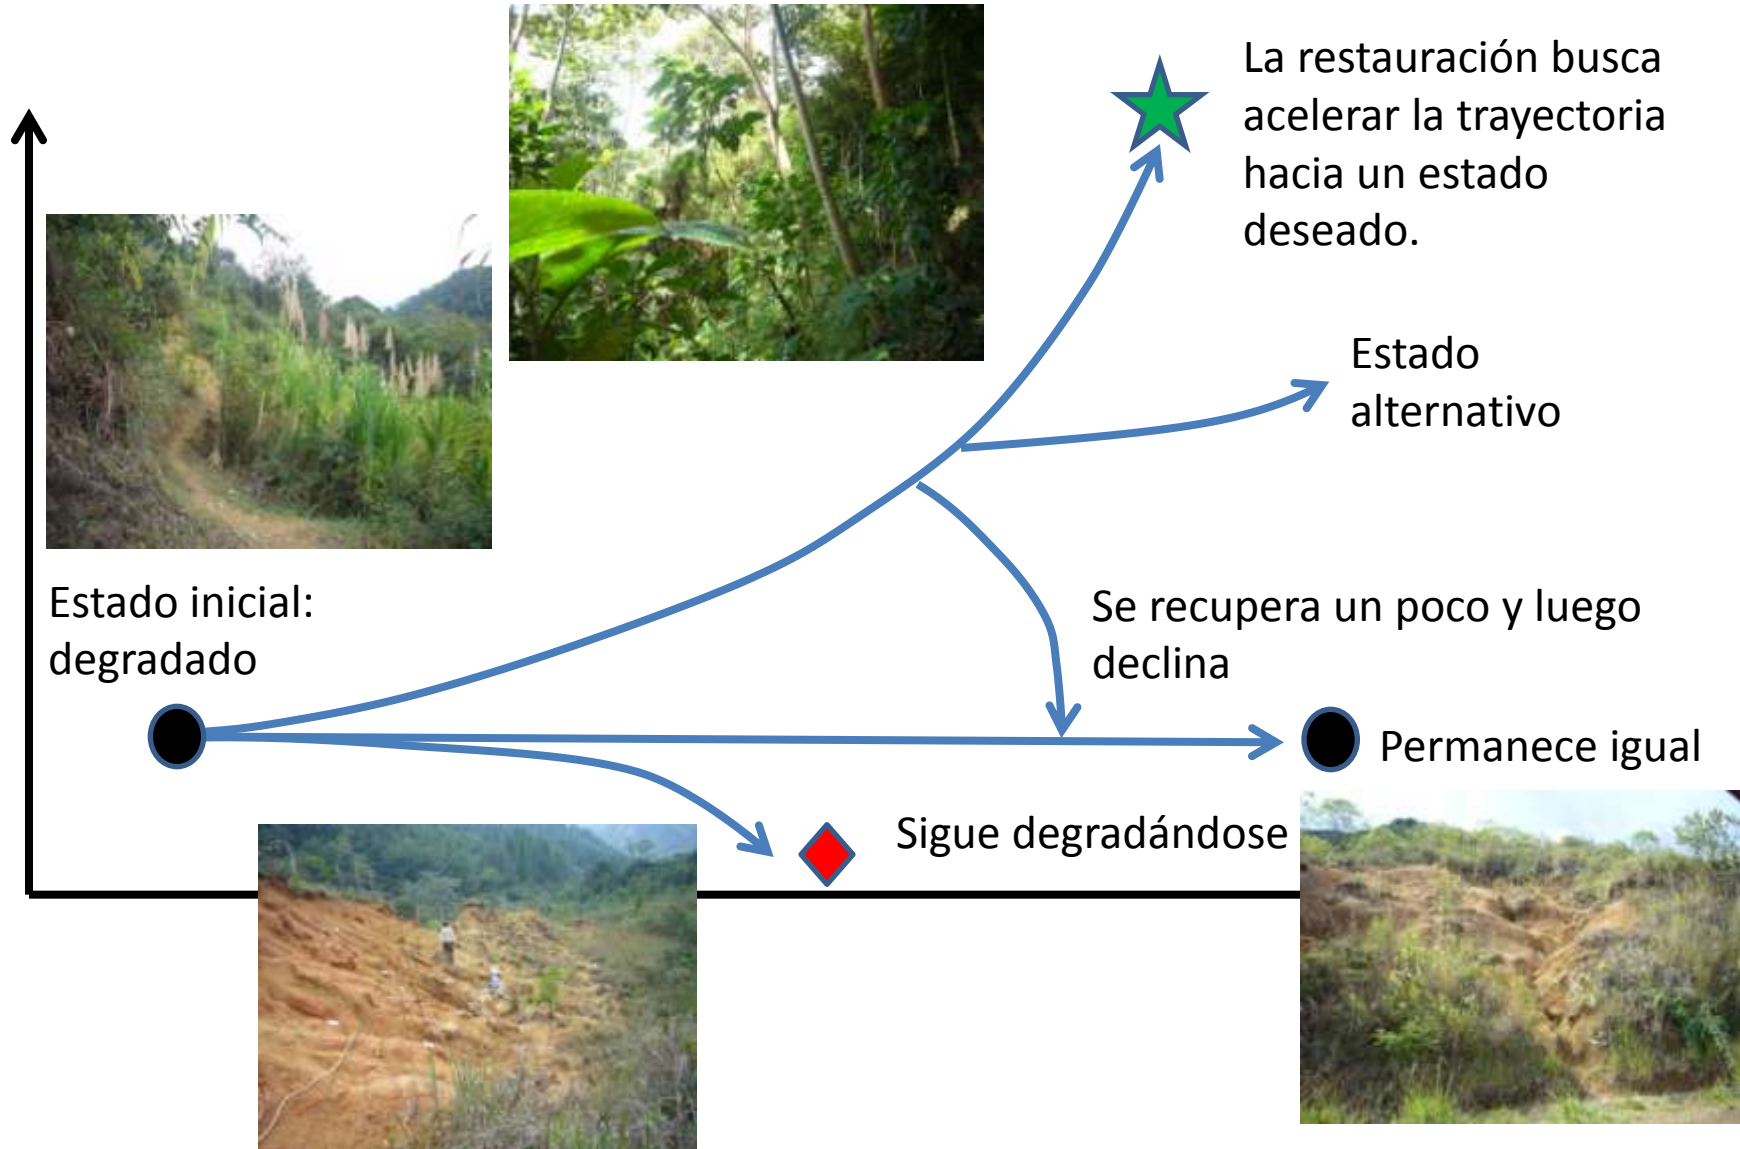 La restauración busca
acelerar la trayectoria
hacia un estado
deseado.
Estado
alternativo
Estado inicial:
degradado
Se recupera un poco y luego
declina
Permanece igual
Sigue degradándose